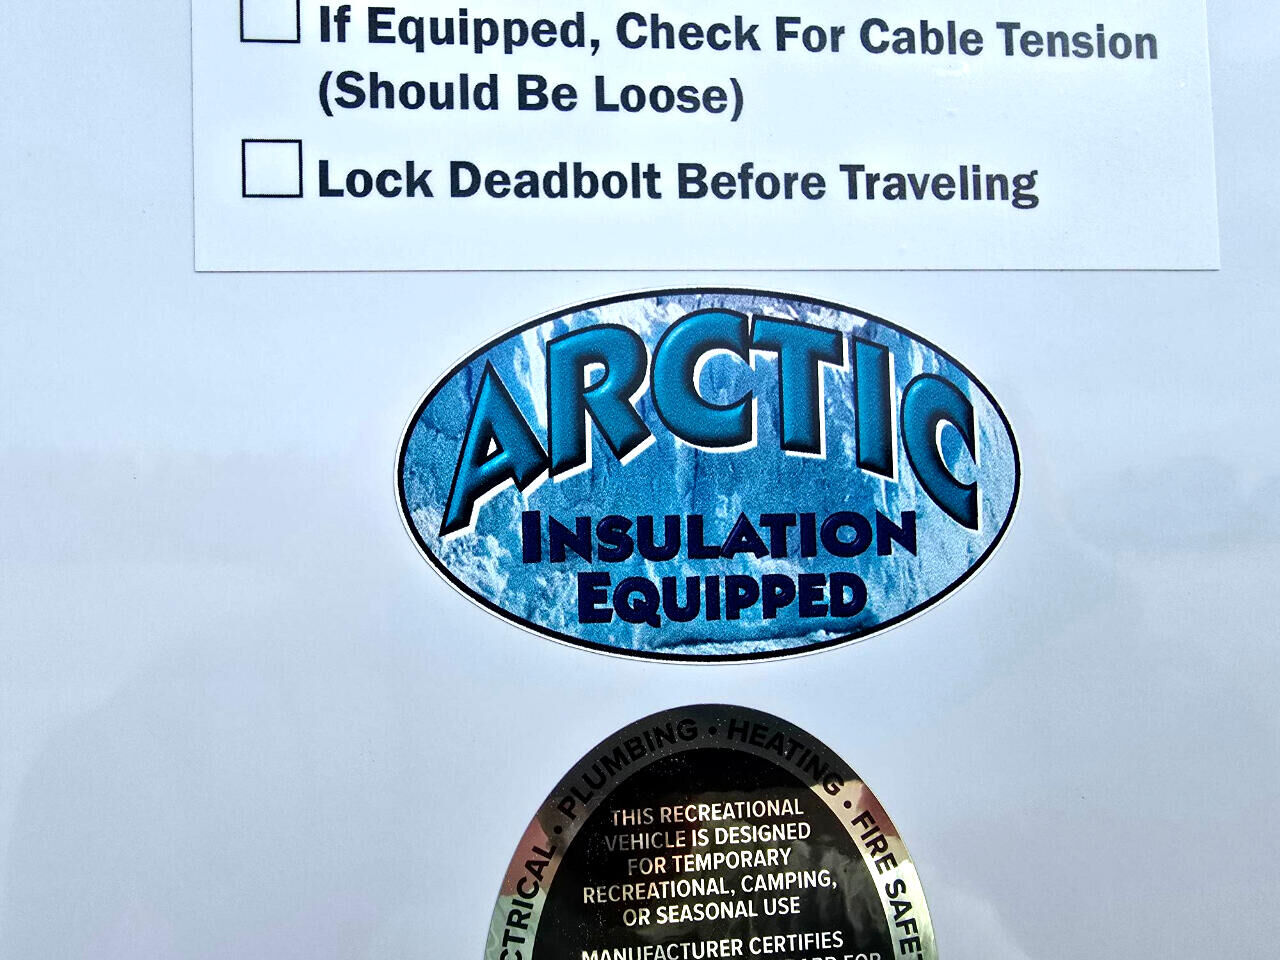 If Equipped, Check For Cable Tension
(Should Be Loose)
Lock Deadbolt Before Traveling
ARCTIC
INSULATION
EQUIPPED
PLUMBING • HEATING • FIRE
THIS RECREATIONAL
VEHICLE IS DESIGNED
FOR TEMPORARY
RECREATIONAL, CAMPING,
OR SEASONAL USE
MANUFACTURER CERTIFIES